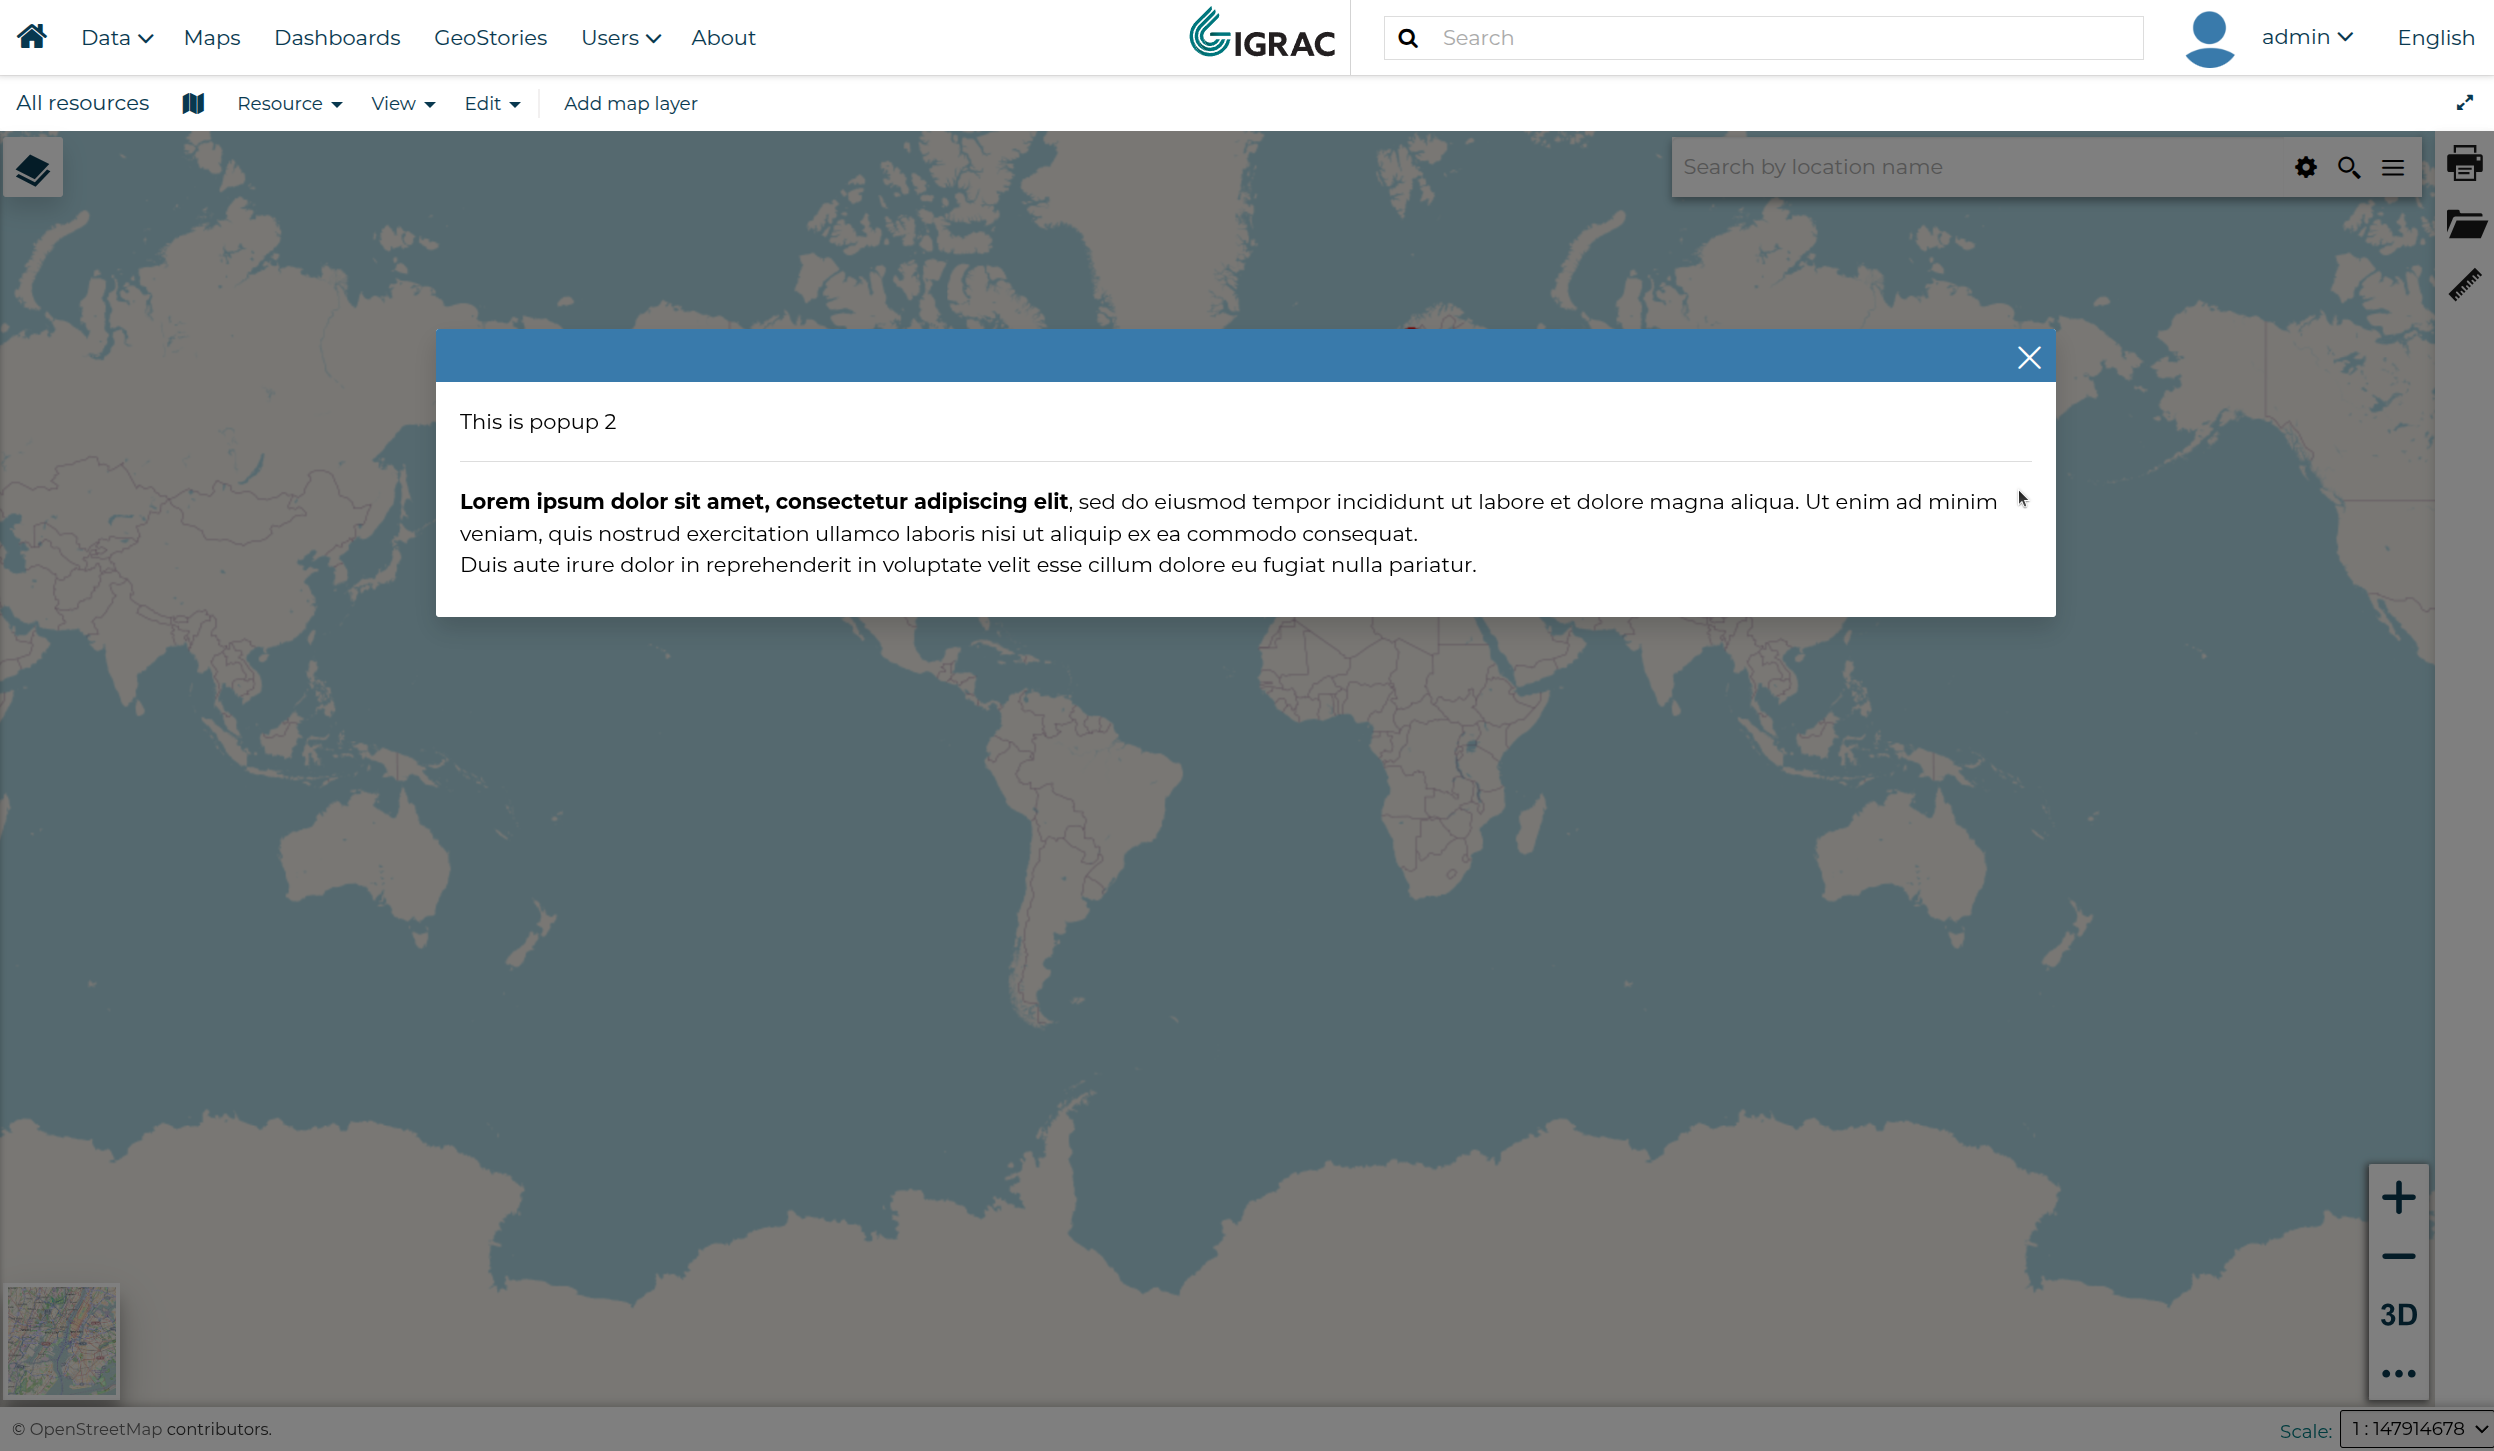 Data Maps Dashboards GeoStories Users About IGRAC Search admin English
All resources Resource View Edit Add map layer
Search by location name
This is popup 2
Lorem ipsum dolor sit amet, consectetur adipiscing elit, sed do eiusmod tempor incididunt ut labore et dolore magna aliqua. Ut enim ad minim
veniam, quis nostrud exercitation ullamco laboris nisi ut aliquip ex ea commodo consequat.
Duis aute irure dolor in reprehenderit in voluptate velit esse cillum dolore eu fugiat nulla pariatur.
3D
© OpenStreetMap contributors. Scale: 1 : 147914678